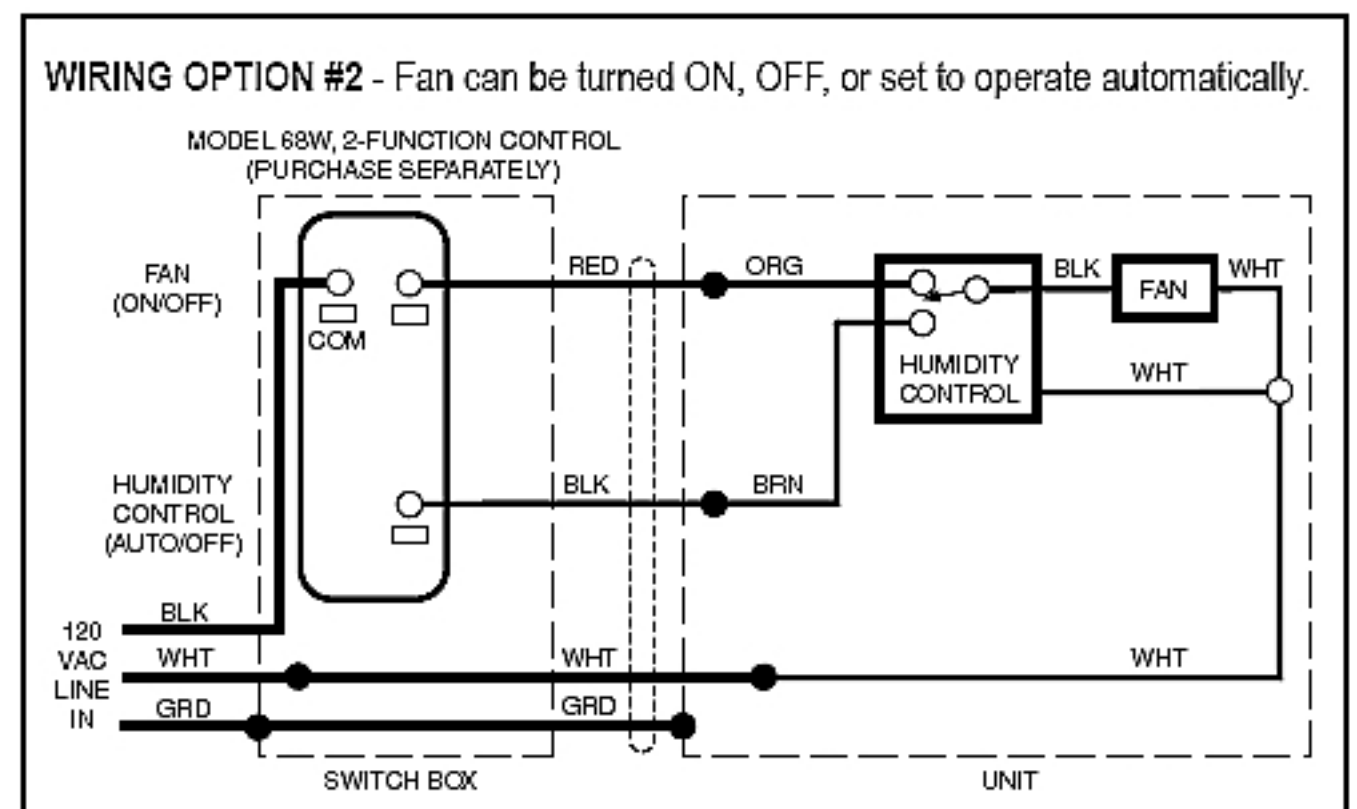 WIRING OPTION #2 - Fan can be turned ON, OFF, or set to operate automatically.
MODEL 68W, 2-FUNCTION CONTROL
(PURCHASE SEPARATELY)
FAN
(ON/OFF)
COM
RED
ORG
BLK
FAN
WHT
HUMIDITY
CONTROL
WHT
HUMIDITY
CONTROL
(AUTO/OFF)
BLK
BRN
120
VAC
LINE
IN
BLK
WHT
WHT
WHT
GRD
GRD
SWITCH BOX
UNIT